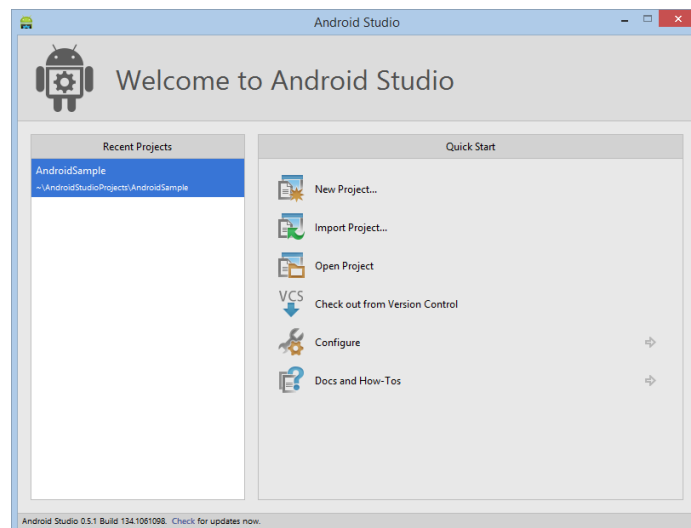 Android Studio
Welcome to Android Studio
Recent Projects
AndroidSample
~\AndroidStudioProjects\AndroidSample
Quick Start
New Project...
Import Project...
Open Project
VCS
Check out from Version Control
Configure
Docs and How-Tos
Android Studio 0.5.1 Build 134.1061098. Check for updates now.